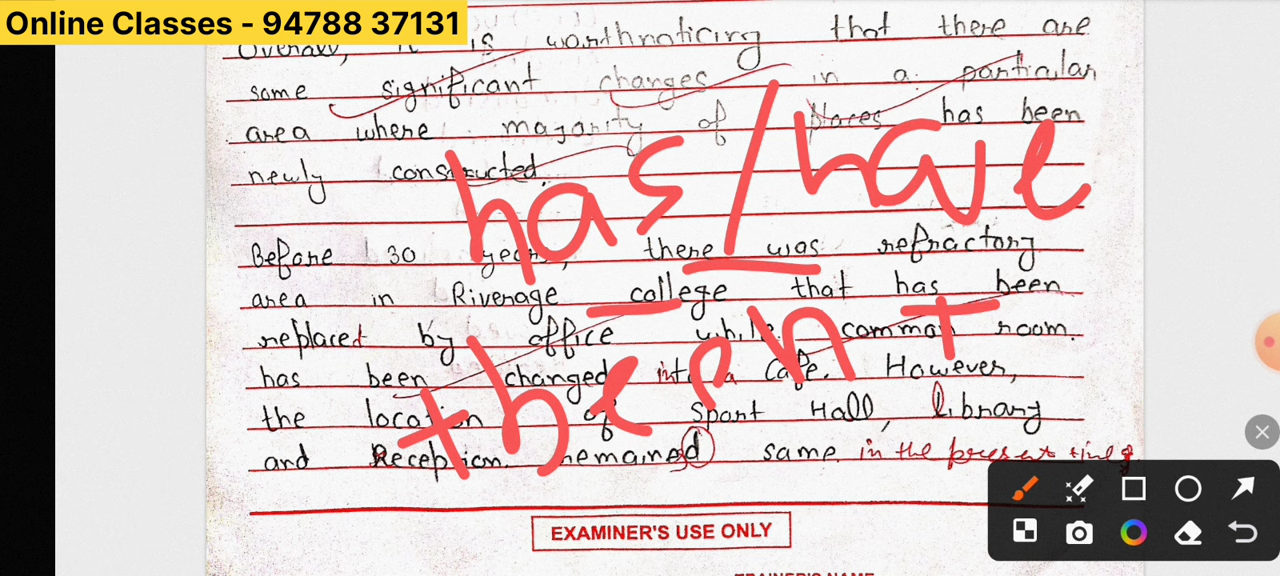 Online Classes - 94788 37131
Overall, it is worthnoticing that there are
some significant changes in a particular
area where majority of places has been
newly constructed.
has/have
Before 30 years, there was refractory
area in Riverage college that has been
replaced by office while common room
has been changed into a Cafe. However,
the location of Sport Hall, library
and Reception remained same in the present time
EXAMINER'S USE ONLY